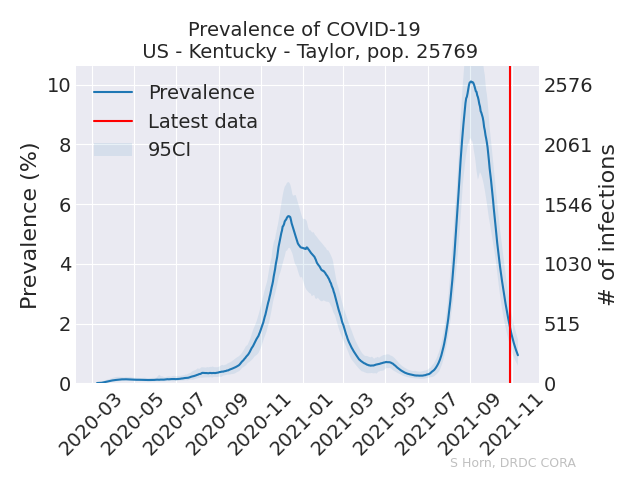 Prevalence of COVID-19
US - Kentucky - Taylor, pop. 25769
Prevalence
Latest data
95CI
Prevalence (%)
10
8
6
4
2
0
2576
2061
1546
1030
515
0
# of infections
2020-03
2020-05
2020-07
2020-09
2020-11
2021-01
2021-03
2021-05
2021-07
2021-09
2021-11
S Horn, DRDC CORA